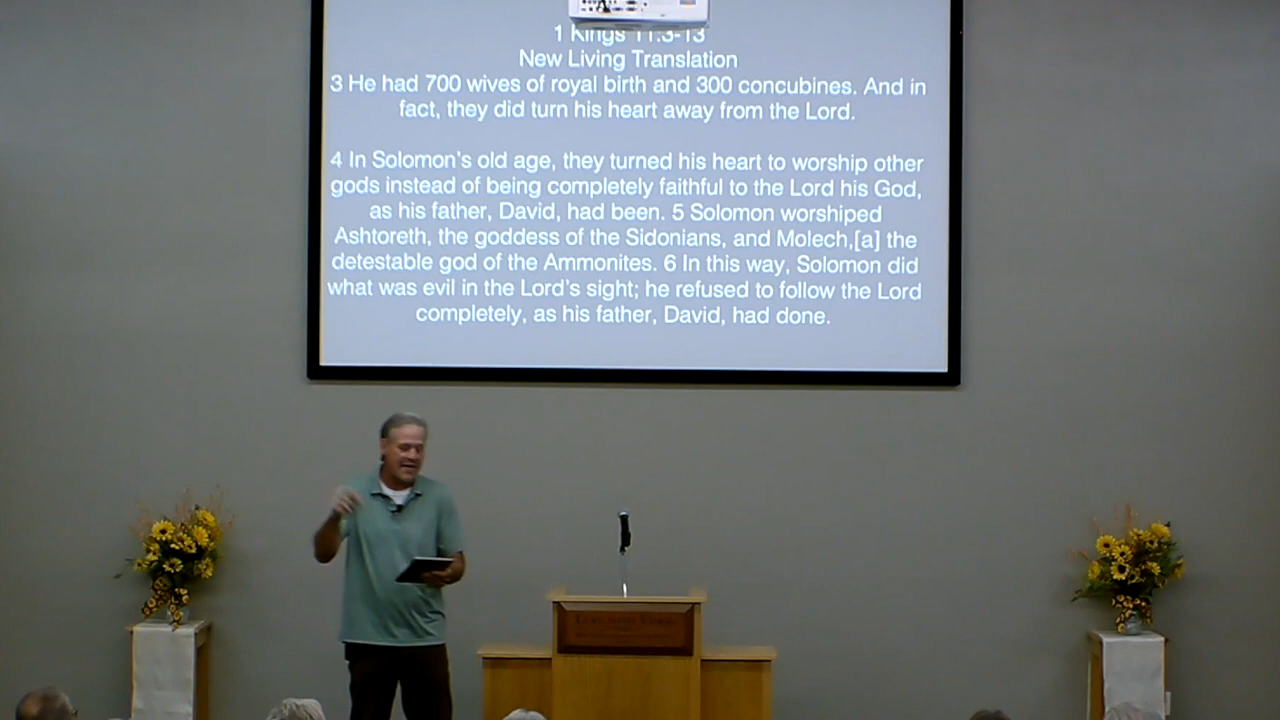 1 Kings 11:3-13
New Living Translation
3 He had 700 wives of royal birth and 300 concubines. And in
fact, they did turn his heart away from the Lord.
4 In Solomon's old age, they turned his heart to worship other
gods instead of being completely faithful to the Lord his God,
as his father, David, had been. 5 Solomon worshiped
Ashtoreth, the goddess of the Sidonians, and Molech,[a] the
detestable god of the Ammonites. 6 In this way, Solomon did
what was evil in the Lord's sight; he refused to follow the Lord
completely, as his father, David, had done.